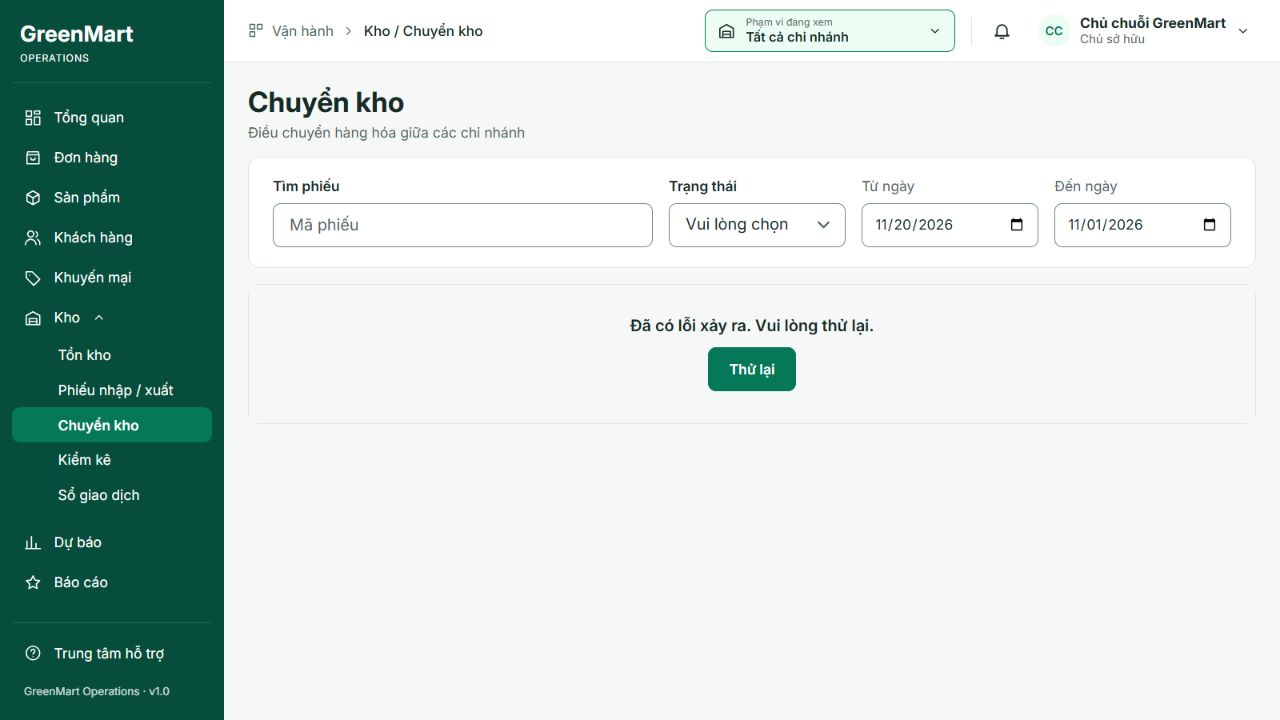 GreenMart
OPERATIONS
Tổng quan
Đơn hàng
Sản phẩm
Khách hàng
Khuyến mại
Kho
Tồn kho
Phiếu nhập / xuất
Chuyển kho
Kiểm kê
Sổ giao dịch
Dự báo
Báo cáo
Trung tâm hỗ trợ
GreenMart Operations · v1.0
Vận hành
Kho / Chuyển kho
Phạm vi đang xem
Tất cả chi nhánh
CC
Chủ chuỗi GreenMart
Chủ sở hữu
Chuyển kho
Điều chuyển hàng hóa giữa các chi nhánh
Tìm phiếu
Mã phiếu
Trạng thái
Vui lòng chọn
Từ ngày
11/20/2026
Đến ngày
11/01/2026
Đã có lỗi xảy ra. Vui lòng thử lại.
Thử lại